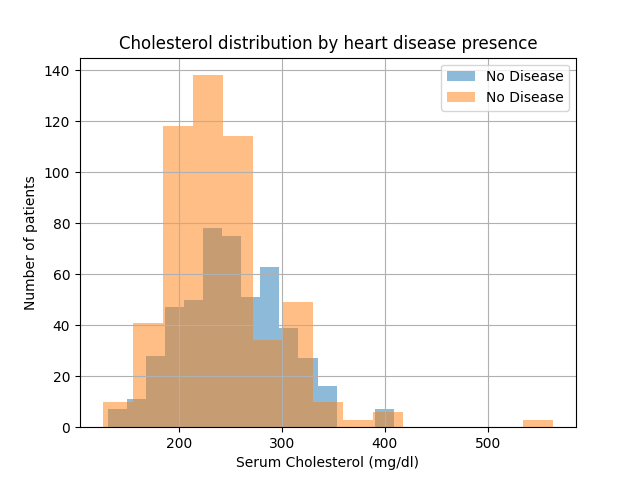 Cholesterol distribution by heart disease presence
No Disease
No Disease
140
120
100
80
60
40
20
0
Number of patients
200 300 400 500
Serum Cholesterol (mg/dl)